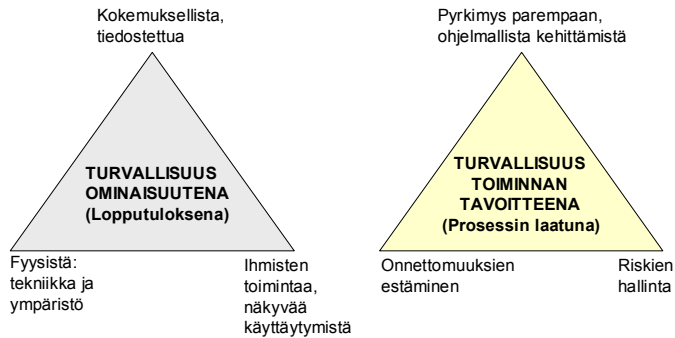 Kokemuksellista,
tiedostettua
TURVALLISUUS
OMINAISUUTENA
(Lopputuloksena)
Fyysistä:
tekniikka ja
ympäristö
Ihmisten
toimintaa,
näkyvää
käyttäytymistä
Pyrkimys parempaan,
ohjelmallista kehittämistä
TURVALLISUUS
TOIMINNAN
TAVOITTEENA
(Prosessin laatuna)
Onnettomuuksien
estäminen
Riskien
hallinta